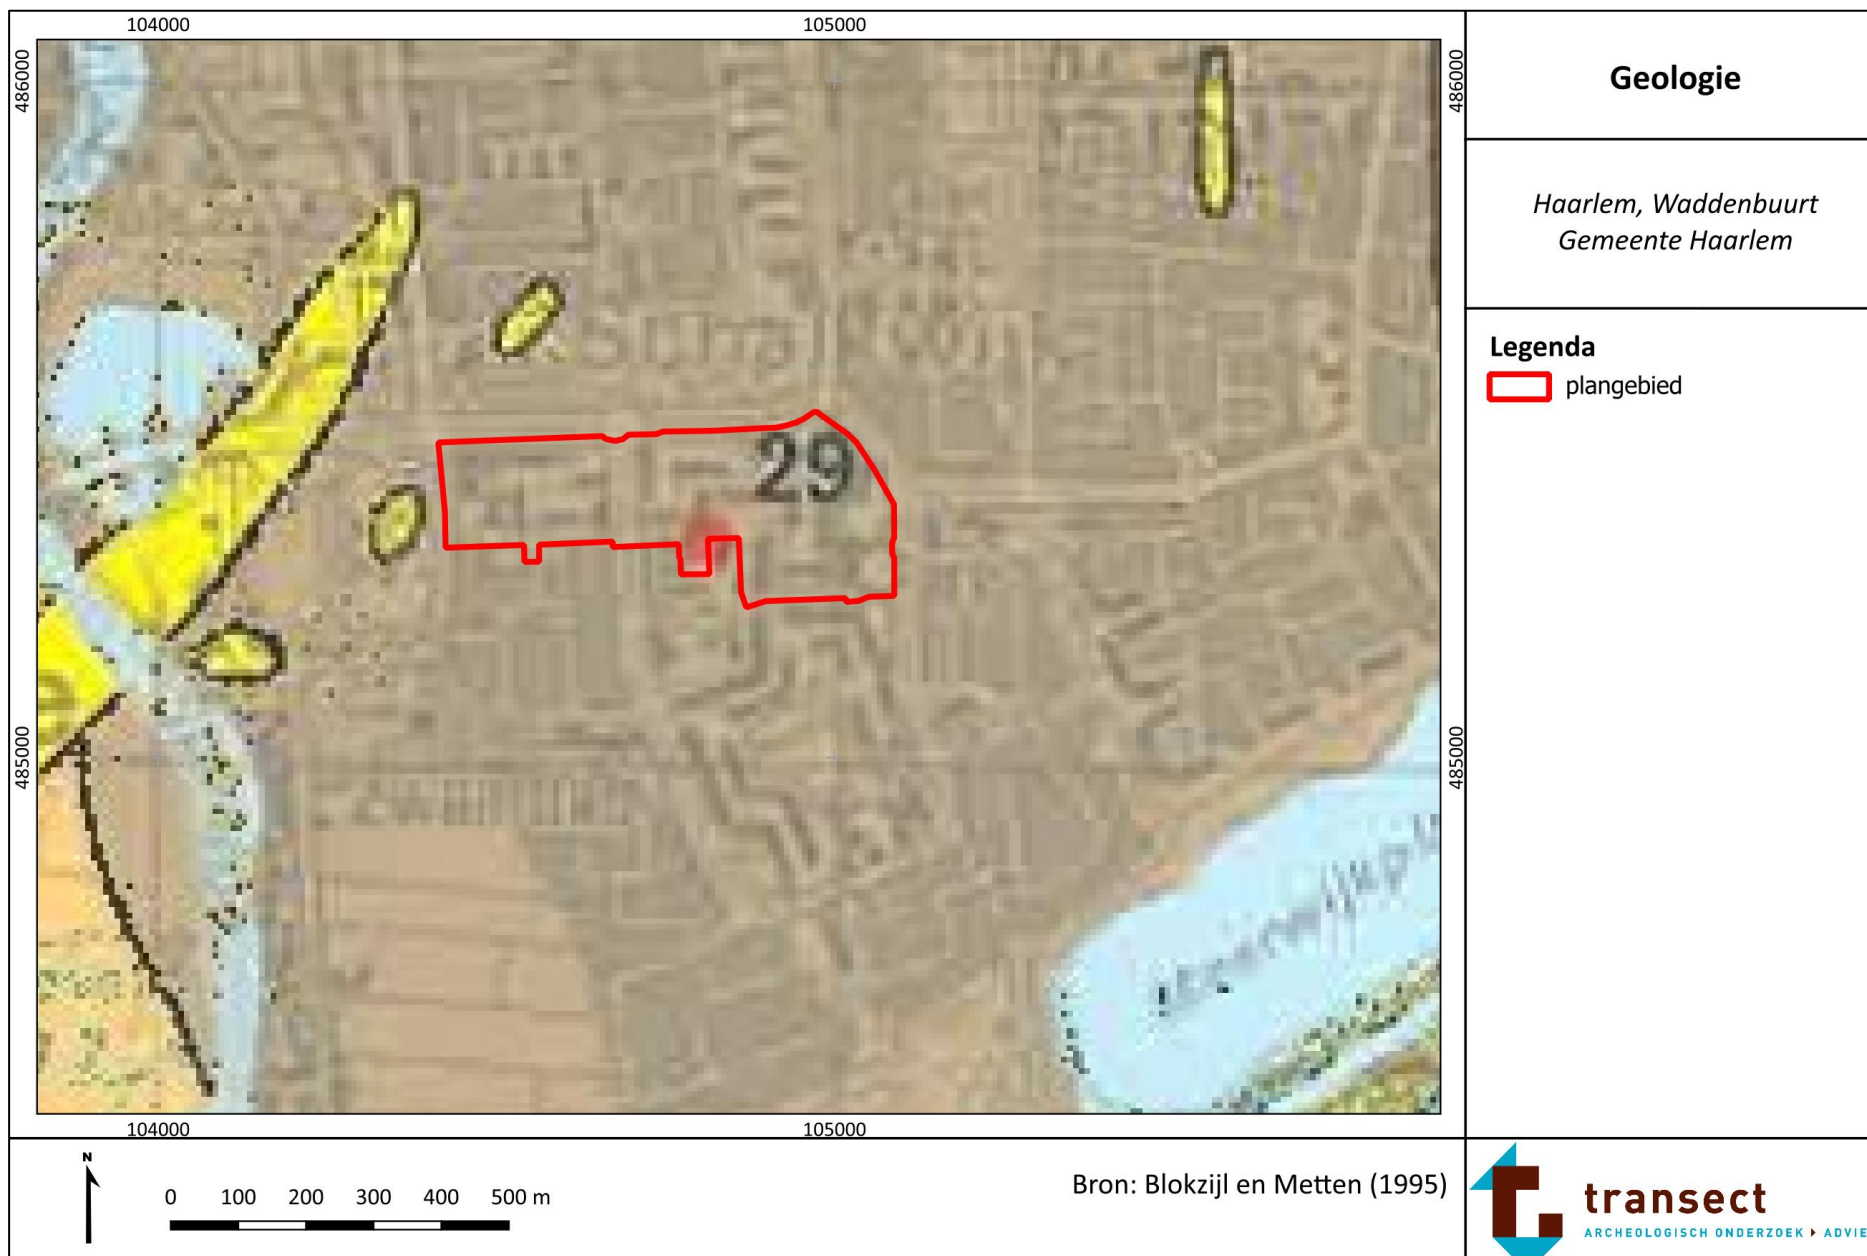 104000
105000
486000
486000
Geologie
Haarlem, Waddenbuurt
Gemeente Haarlem
Legenda
plangebied
29
485000
485000
104000
105000
N
0 100 200 300 400 500 m
Bron: Blokzijl en Metten (1995)
transect
ARCHEOLOGISCH ONDERZOEK ▸ ADVIE